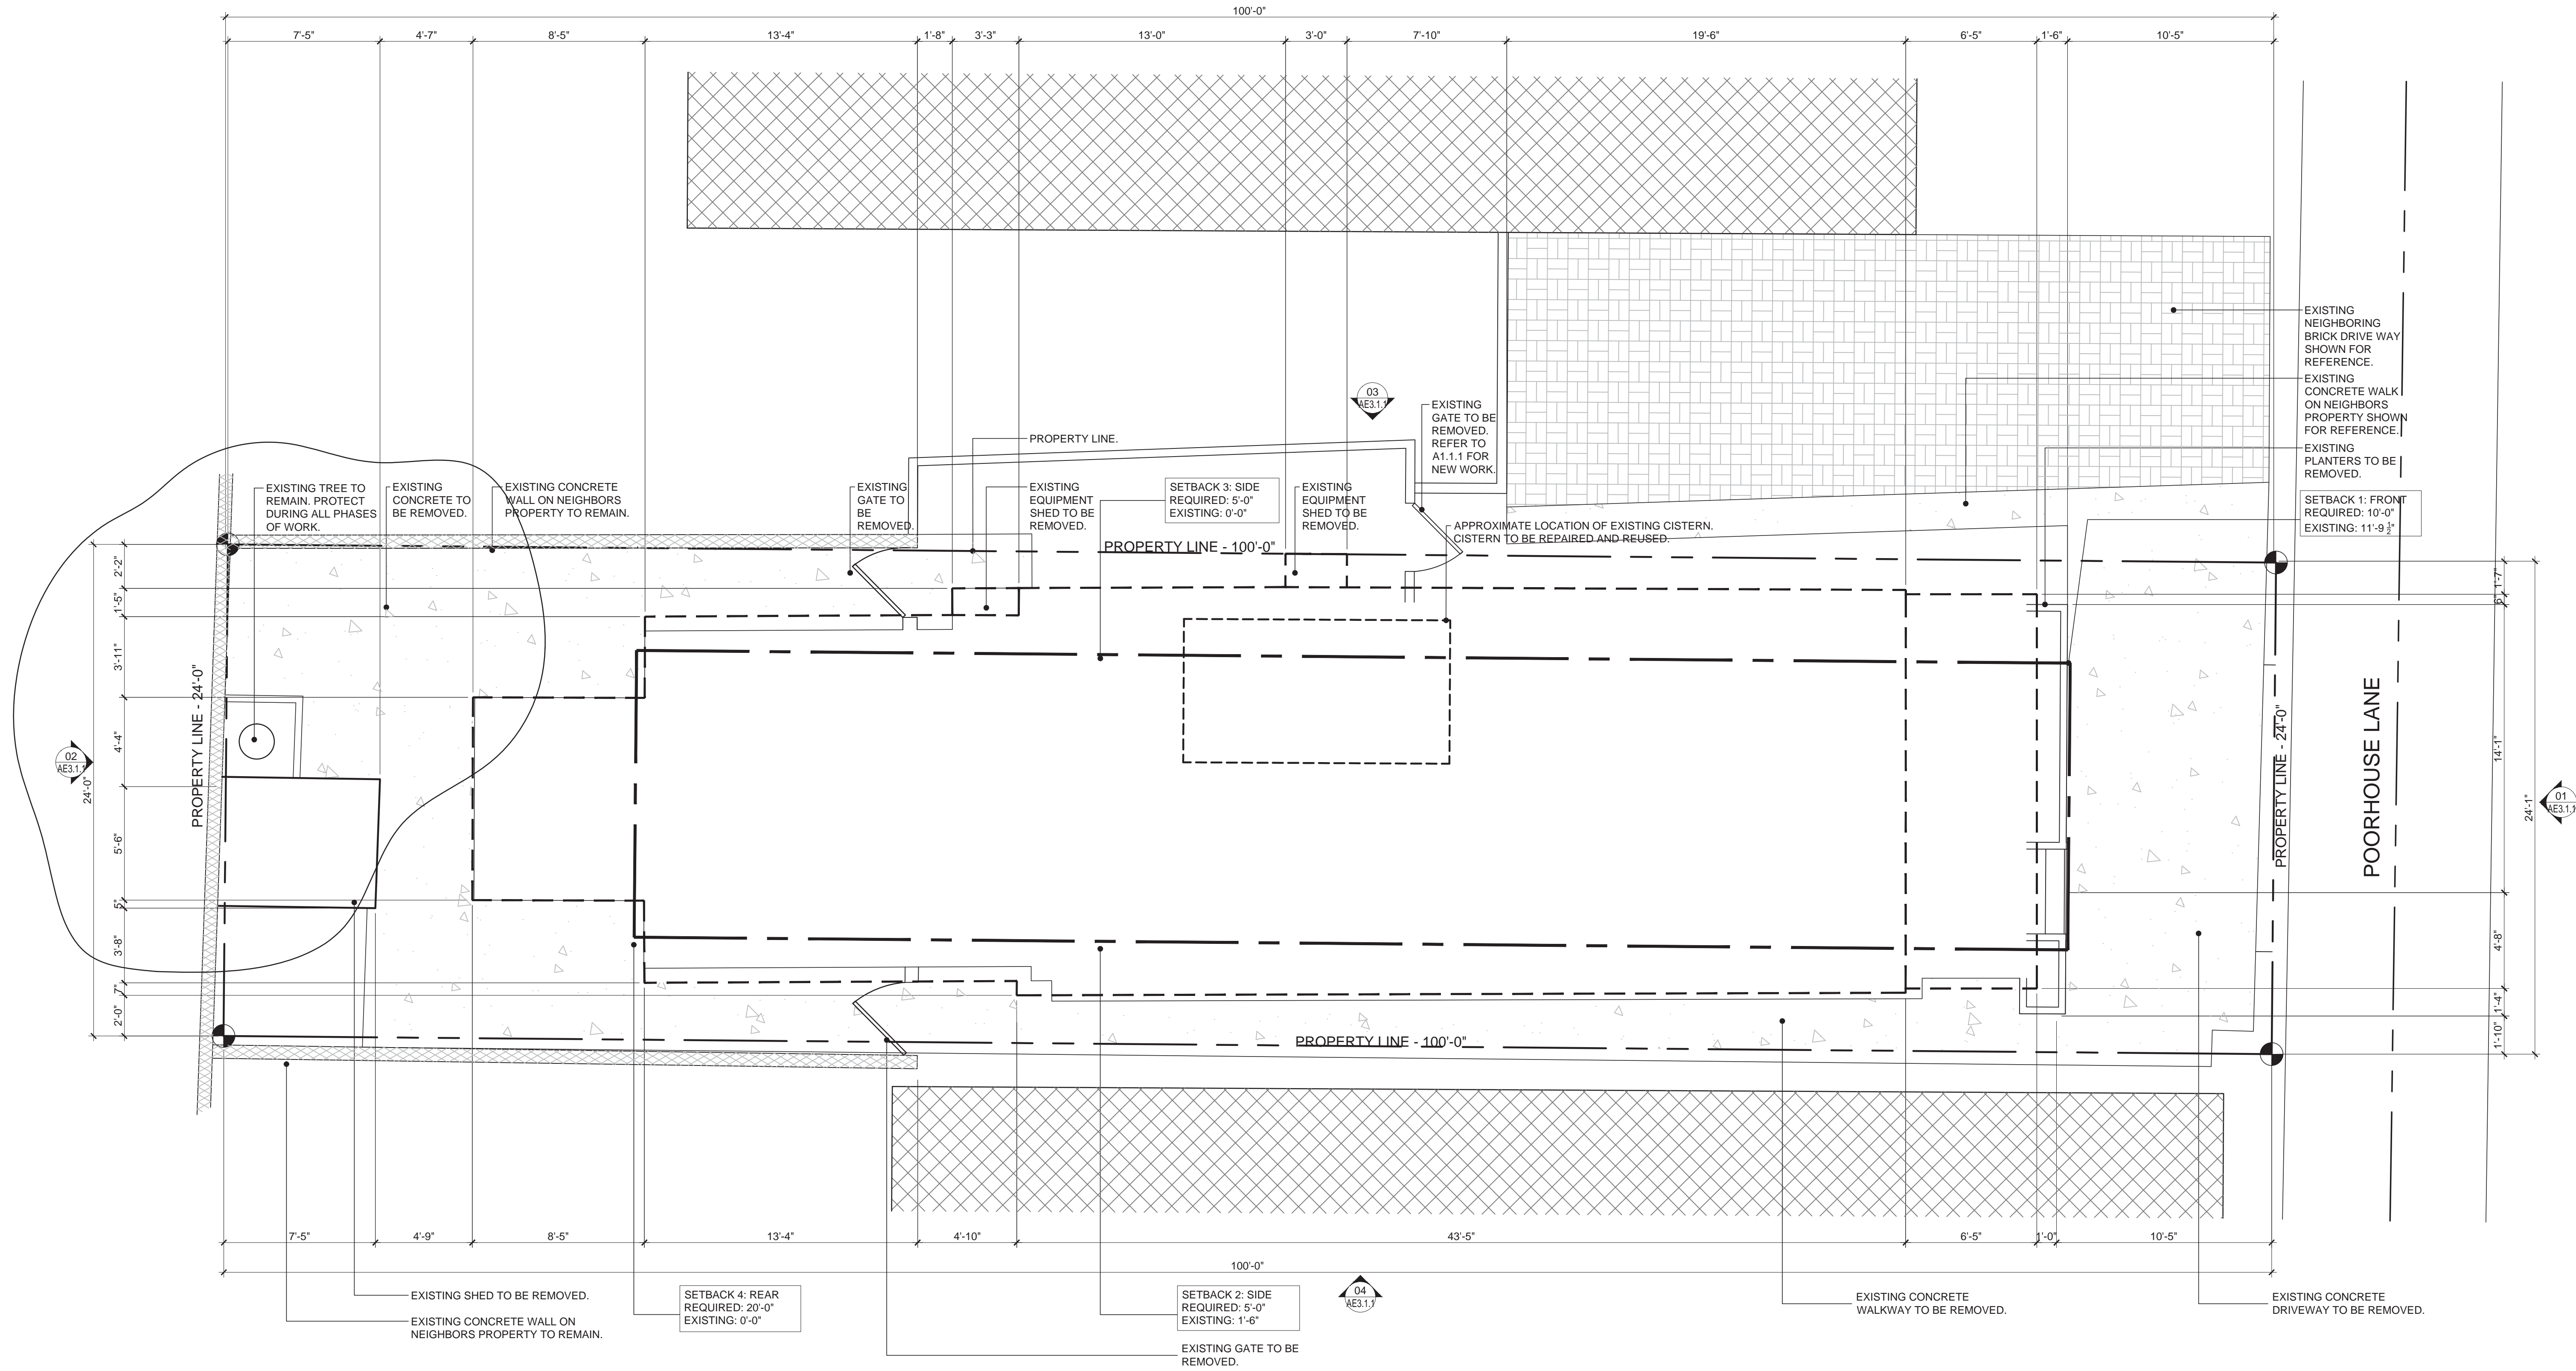 100'-0"
7'-5"
4'-7"
8'-5"
13'-4"
1'-8"
3'-3"
13'-0"
3'-0"
7'-10"
19'-6"
6'-5"
1'-6"
10'-5"
EXISTING
NEIGHBORING
BRICK DRIVE WAY
SHOWN FOR
REFERENCE.
EXISTING
CONCRETE WALK
ON NEIGHBORS
PROPERTY SHOWN
FOR REFERENCE.
EXISTING
PLANTERS TO BE
REMOVED.
SETBACK 1: FRONT
REQUIRED: 10'-0"
EXISTING: 11'-9 1/2"
03
AE3.1.1
EXISTING
GATE TO BE
REMOVED.
REFER TO
A1.1.1 FOR
NEW WORK.
PROPERTY LINE.
EXISTING TREE TO
REMAIN. PROTECT
DURING ALL PHASES
OF WORK.
EXISTING
CONCRETE TO
BE REMOVED.
EXISTING CONCRETE
WALL ON NEIGHBORS
PROPERTY TO REMAIN.
EXISTING
GATE TO
BE
REMOVED.
EXISTING
EQUIPMENT
SHED TO BE
REMOVED.
SETBACK 3: SIDE
REQUIRED: 5'-0"
EXISTING: 0'-0"
EXISTING
EQUIPMENT
SHED TO BE
REMOVED.
APPROXIMATE LOCATION OF EXISTING CISTERN.
CISTERN TO BE REPAIRED AND REUSED.
PROPERTY LINE - 100'-0"
2'-2"
1'-5"
3'-11"
4'-4"
5'-6"
5"
3'-8"
7"
2'-0"
24'-0"
02
AE3.1.1
PROPERTY LINE - 24'-0"
PROPERTY LINE - 24'-0"
POORHOUSE LANE
1'-7"
6"
14'-1"
4'-8"
1'-4"
1'-10"
24'-1"
01
AE3.1.1
PROPERTY LINE - 100'-0"
7'-5"
4'-9"
8'-5"
13'-4"
4'-10"
43'-5"
6'-5"
1'-0"
10'-5"
100'-0"
EXISTING SHED TO BE REMOVED.
EXISTING CONCRETE WALL ON
NEIGHBORS PROPERTY TO REMAIN.
SETBACK 4: REAR
REQUIRED: 20'-0"
EXISTING: 0'-0"
SETBACK 2: SIDE
REQUIRED: 5'-0"
EXISTING: 1'-6"
EXISTING GATE TO BE
REMOVED.
04
AE3.1.1
EXISTING CONCRETE
WALKWAY TO BE REMOVED.
EXISTING CONCRETE
DRIVEWAY TO BE REMOVED.